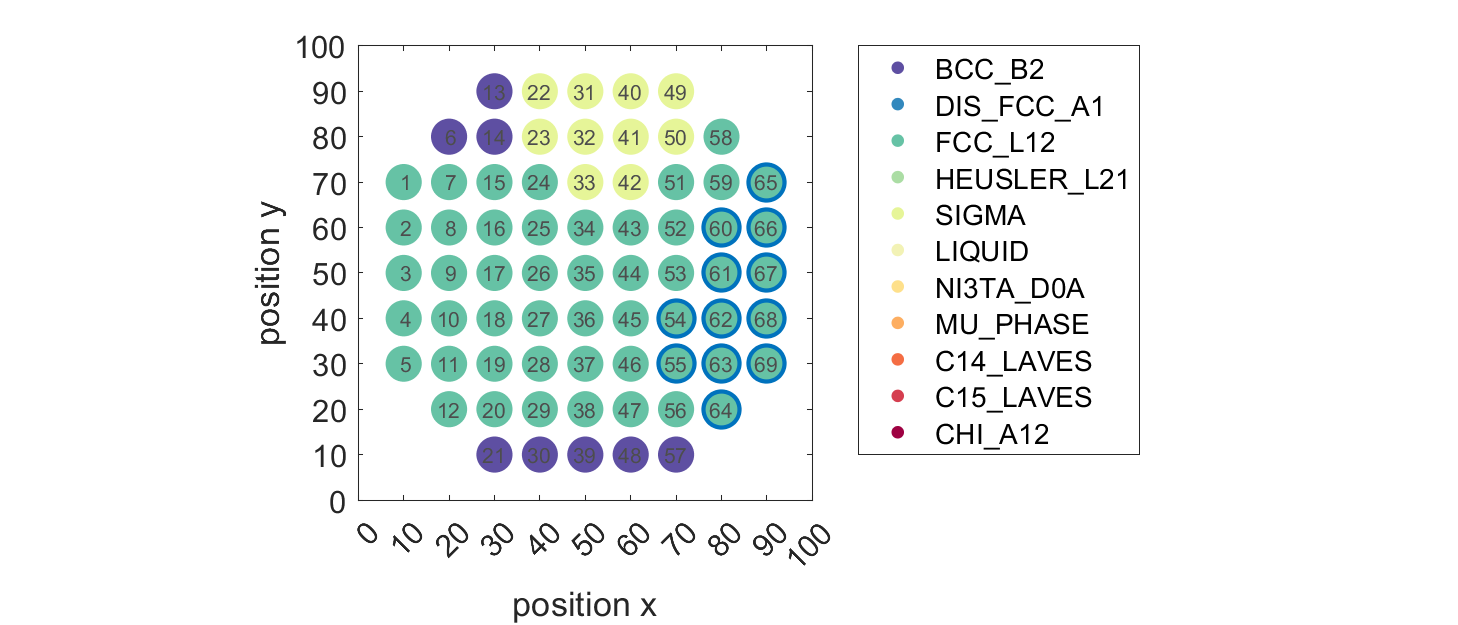 100
90
80
70
60
50
40
30
20
10
0
position y
13 22 31 40 49
6 14 23 32 41 50 58
1 7 15 24 33 42 51 59 65
2 8 16 25 34 43 52 60 66
3 9 17 26 35 44 53 61 67
4 10 18 27 36 45 54 62 68
5 11 19 28 37 46 55 63 69
12 20 29 38 47 56 64
21 30 39 48 57
0 10 20 30 40 50 60 70 80 90 100
position x
BCC_B2
DIS_FCC_A1
FCC_L12
HEUSLER_L21
SIGMA
LIQUID
NI3TA_D0A
MU_PHASE
C14_LAVES
C15_LAVES
CHI_A12